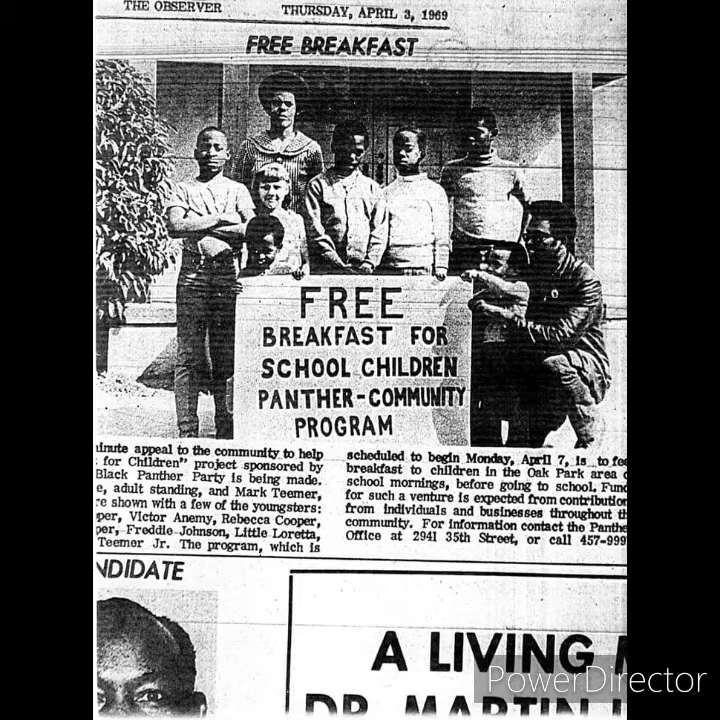 THE OBSERVER THURSDAY, APRIL 3, 1969
FREE BREAKFAST
FREE
BREAKFAST FOR
SCHOOL CHILDREN
PANTHER-COMMUNITY
PROGRAM
inute appeal to the community to help
for Children" project sponsored by
Black Panther Party is being made.
e, adult standing, and Mark Teemer,
re shown with a few of the youngsters:
per, Victor Anemy, Rebecca Cooper,
per, Freddie Johnson, Little Loretta,
Teemer Jr. The program, which is
scheduled to begin Monday, April 7, is to fee
breakfast to children in the Oak Park area o
school mornings, before going to school. Fund
for such a venture is expected from contribution
from individuals and businesses throughout th
community. For information contact the Panthe
Office at 2941 35th Street, or call 457-999
NDIDATE
A LIVING M
DR. MARTIN L
PowerDirector